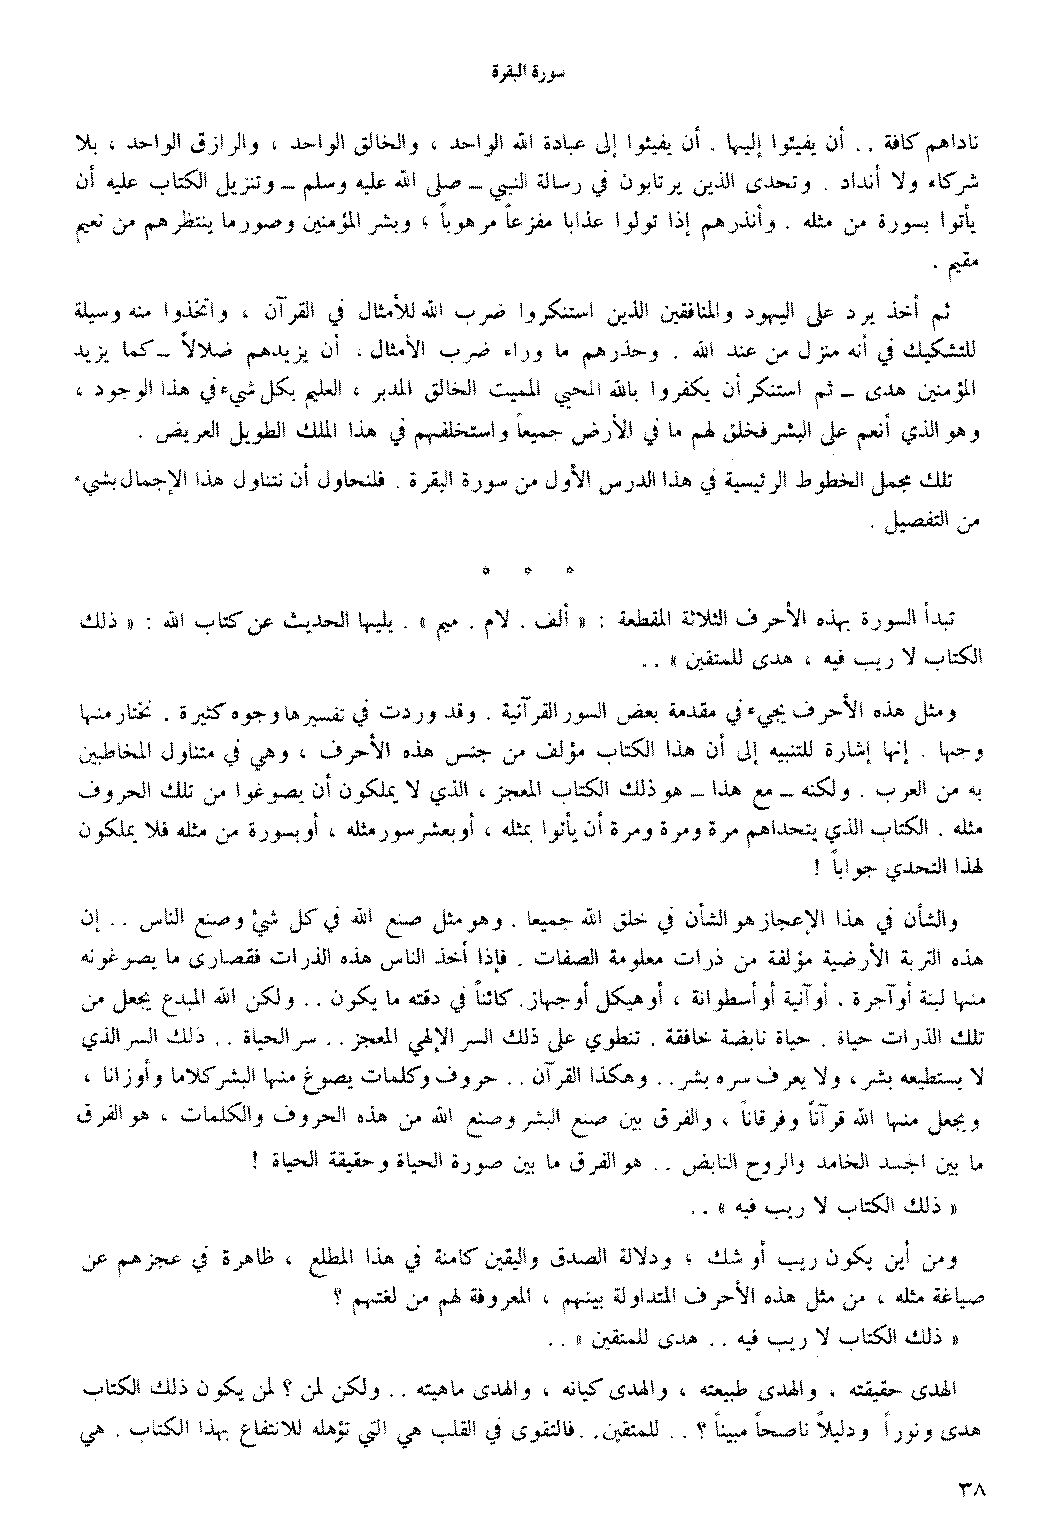 سورة البقرة
ناداهم كافة .. أن يفيئوا إليها . أن يفيئوا إلى عبادة الله الواحد ، والخالق الواحد ، والرازق الواحد ، بلا
شركاء ولا أنداد . وتحدى الذين يرتابون في رسالة النبي – صلى الله عليه وسلم – وتنزيل الكتاب عليه أن
يأتوا بسورة من مثله . وأنذرهم إذا تولوا عذابا مفزعاً مرهوباً ؛ وبشر المؤمنين وصور ما ينتظرهم من نعيم
مقيم .
ثم أخذ يرد على اليهود والمنافقين الذين استنكروا ضرب الله للأمثال في القرآن ، واتخذوا منه وسيلة
للتشكيك في أنه منزل من عند الله . وحذرهم ما وراء ضرب الأمثال ، أن يزيدهم ضلالاً – كما يزيد
المؤمنين هدى – ثم استنكر أن يكفروا بالله المحيي المميت الخالق المدبر ، العليم بكل شيء في هذا الوجود ،
وهو الذي أنعم على البشر فخلق لهم ما في الأرض جميعاً واستخلفهم في هذا الملك الطويل العريض .
تلك مجمل الخطوط الرئيسية في هذا الدرس الأول من سورة البقرة . فلنحاول أن نتناول هذا الإجمال بشيء
من التفصيل .
* * *
تبدأ السورة بهذه الأحرف الثلاثة المقطعة : « ألف . لام . ميم » . يليها الحديث عن كتاب الله : « ذلك
الكتاب لا ريب فيه ، هدى للمتقين » ..
ومثل هذه الأحرف يجيء في مقدمة بعض السور القرآنية . وقد وردت في تفسيرها وجوه كثيرة . نختار منها
وجها . إنها إشارة للتنبيه إلى أن هذا الكتاب مؤلف من جنس هذه الأحرف ، وهي في متناول المخاطبين
به من العرب . ولكنه – مع هذا – هو ذلك الكتاب المعجز ، الذي لا يملكون أن يصوغوا من تلك الحروف
مثله . الكتاب الذي يتحداهم مرة ومرة ومرة أن يأتوا بمثله ، أو بعشر سور مثله ، أو بسورة من مثله فلا يملكون
لهذا التحدي جواباً !
والشأن في هذا الإعجاز هو الشأن في خلق الله جميعا . وهو مثل صنع الله في كل شيْ وصنع الناس .. إن
هذه التربة الأرضية مؤلفة من ذرات معلومة الصفات . فإذا أخذ الناس هذه الذرات فقصارى ما يصوغونه
منها لبنة أو آجرة . أو آنية أو أسطوانة ، أو هيكل أو جهاز. كائناً في دقته ما يكون .. ولكن الله المبدع يجعل من
تلك الذرات حياة . حياة نابضة خافقة . تنطوي على ذلك السر الإلهي المعجز .. سر الحياة .. ذلك السر الذي
لا يستطيعه بشر ، ولا يعرف سره بشر .. وهكذا القرآن .. حروف وكلمات يصوغ منها البشر كلاما وأوزانا ،
ويجعل منها الله قرآناً وفرقاناً ، والفرق بين صنع البشر وصنع الله من هذه الحروف والكلمات ، هو الفرق
ما بين الجسد الخامد والروح النابض .. هو الفرق ما بين صورة الحياة وحقيقة الحياة !
« ذلك الكتاب لا ريب فيه » ..
ومن أين يكون ريب أو شك ؛ ودلالة الصدق واليقين كامنة في هذا المطلع ، ظاهرة في عجزهم عن
صياغة مثله ، من مثل هذه الأحرف المتداولة بينهم ، المعروفة لهم من لغتهم ؟
« ذلك الكتاب لا ريب فيه .. هدى للمتقين » ..
الهدى حقيقته ، والهدى طبيعته ، والهدى كيانه ، والهدى ماهيته .. ولكن لمن ؟ لمن يكون ذلك الكتاب
هدى ونوراً ودليلاً ناصحاً مبيناً ؟ .. للمتقين .. فالتقوى في القلب هي التي تؤهله للانتفاع بهذا الكتاب . هي
٣٨